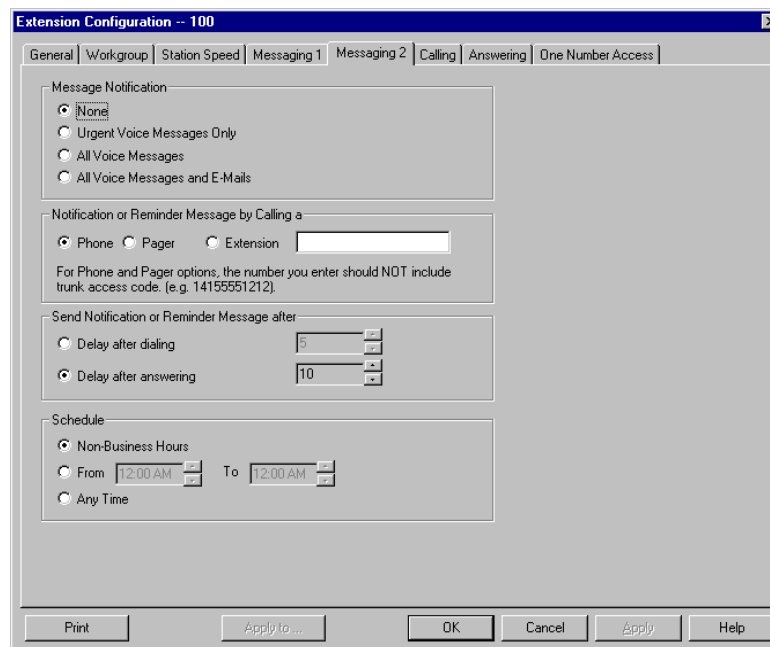 Extension Configuration -- 100
General Workgroup Station Speed Messaging 1 Messaging 2 Calling Answering One Number Access
Message Notification
None
Urgent Voice Messages Only
All Voice Messages
All Voice Messages and E-Mails
Notification or Reminder Message by Calling a
Phone Pager Extension
For Phone and Pager options, the number you enter should NOT include
trunk access code. (e.g. 14155551212).
Send Notification or Reminder Message after
Delay after dialing 5
Delay after answering 10
Schedule
Non-Business Hours
From 12:00 AM To 12:00 AM
Any Time
Print Apply to ... OK Cancel Apply Help